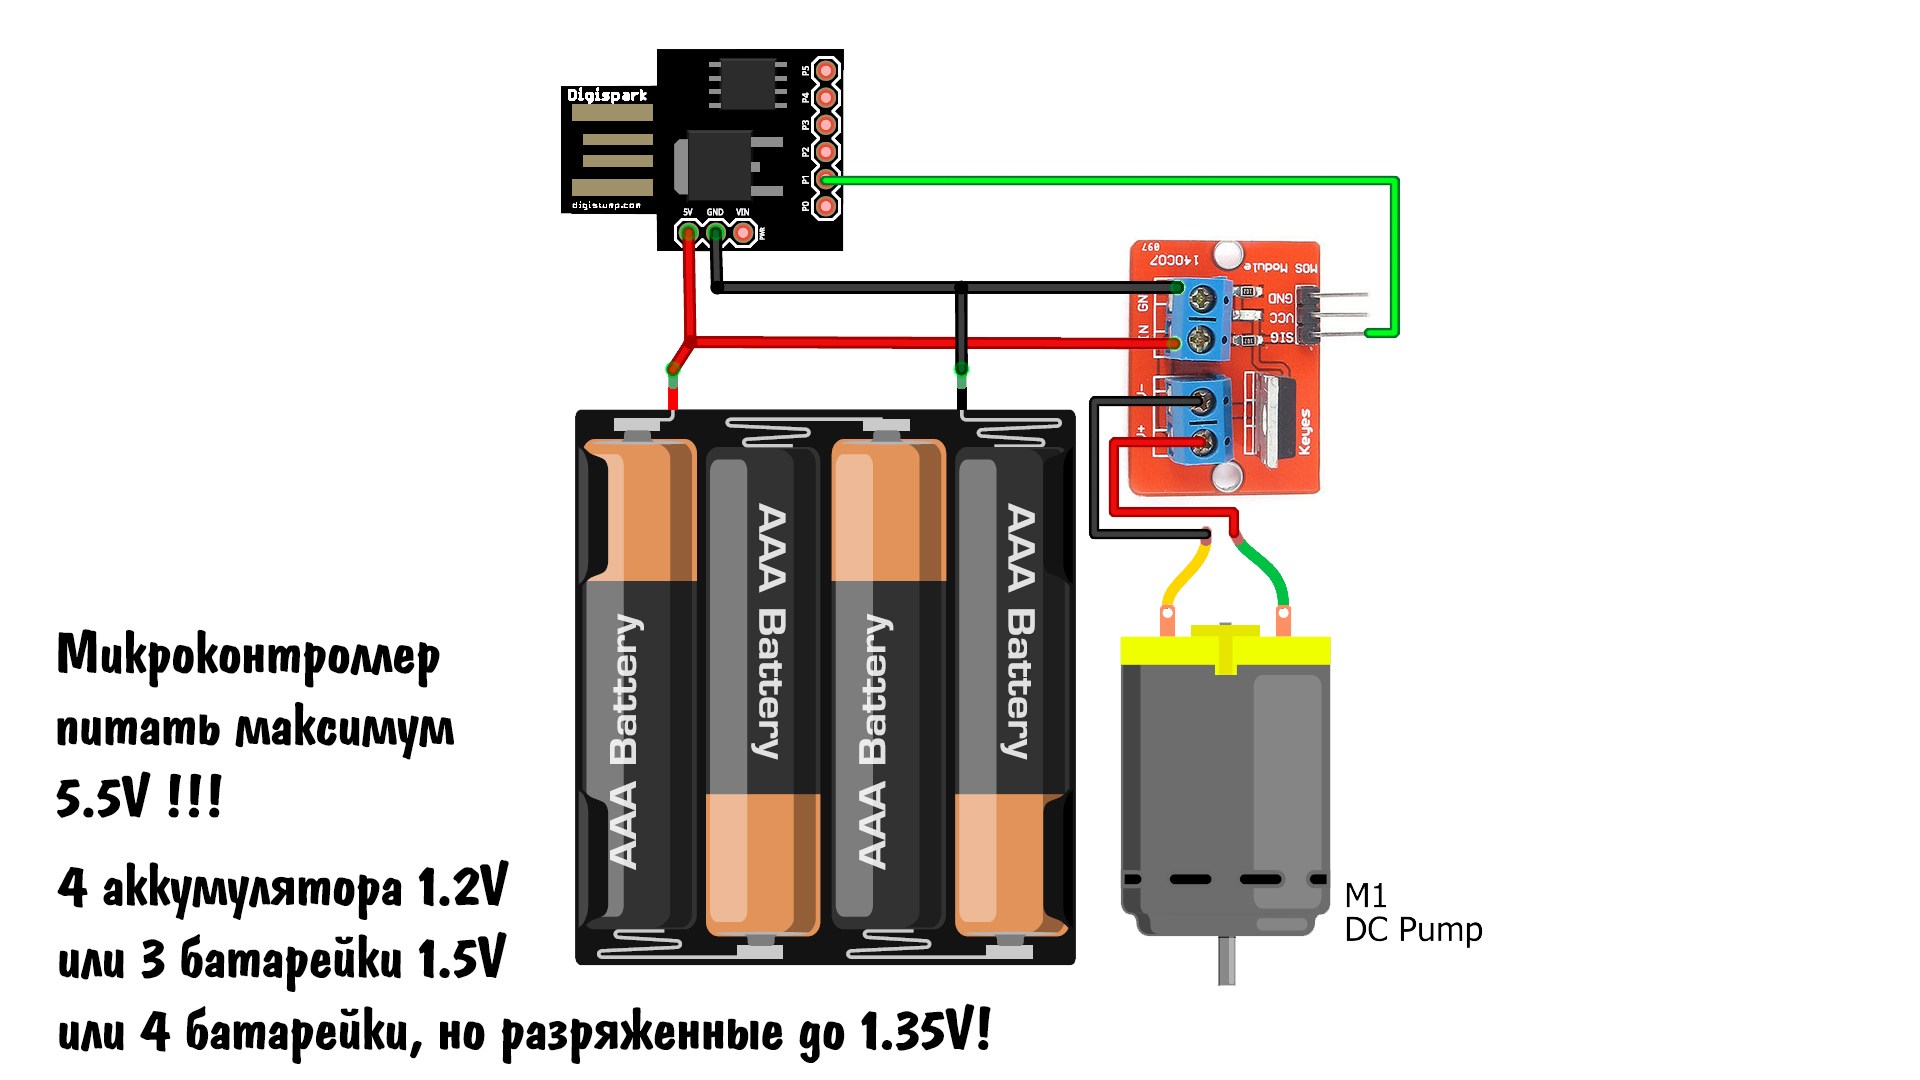 Digispark
digistump.com
P5
P4
P3
P2
P1
P0
5V GND VIN
PWR
097
140C07
MOS Module
GND
VCC
SIG
GN
IN
V-
V+
Keyes
AAA Battery
AAA Battery
AAA Battery
AAA Battery
Микроконтроллер
питать максимум
5.5V !!!
4 аккумулятора 1.2V
или 3 батарейки 1.5V
или 4 батарейки, но разряженные до 1.35V!
M1
DC Pump